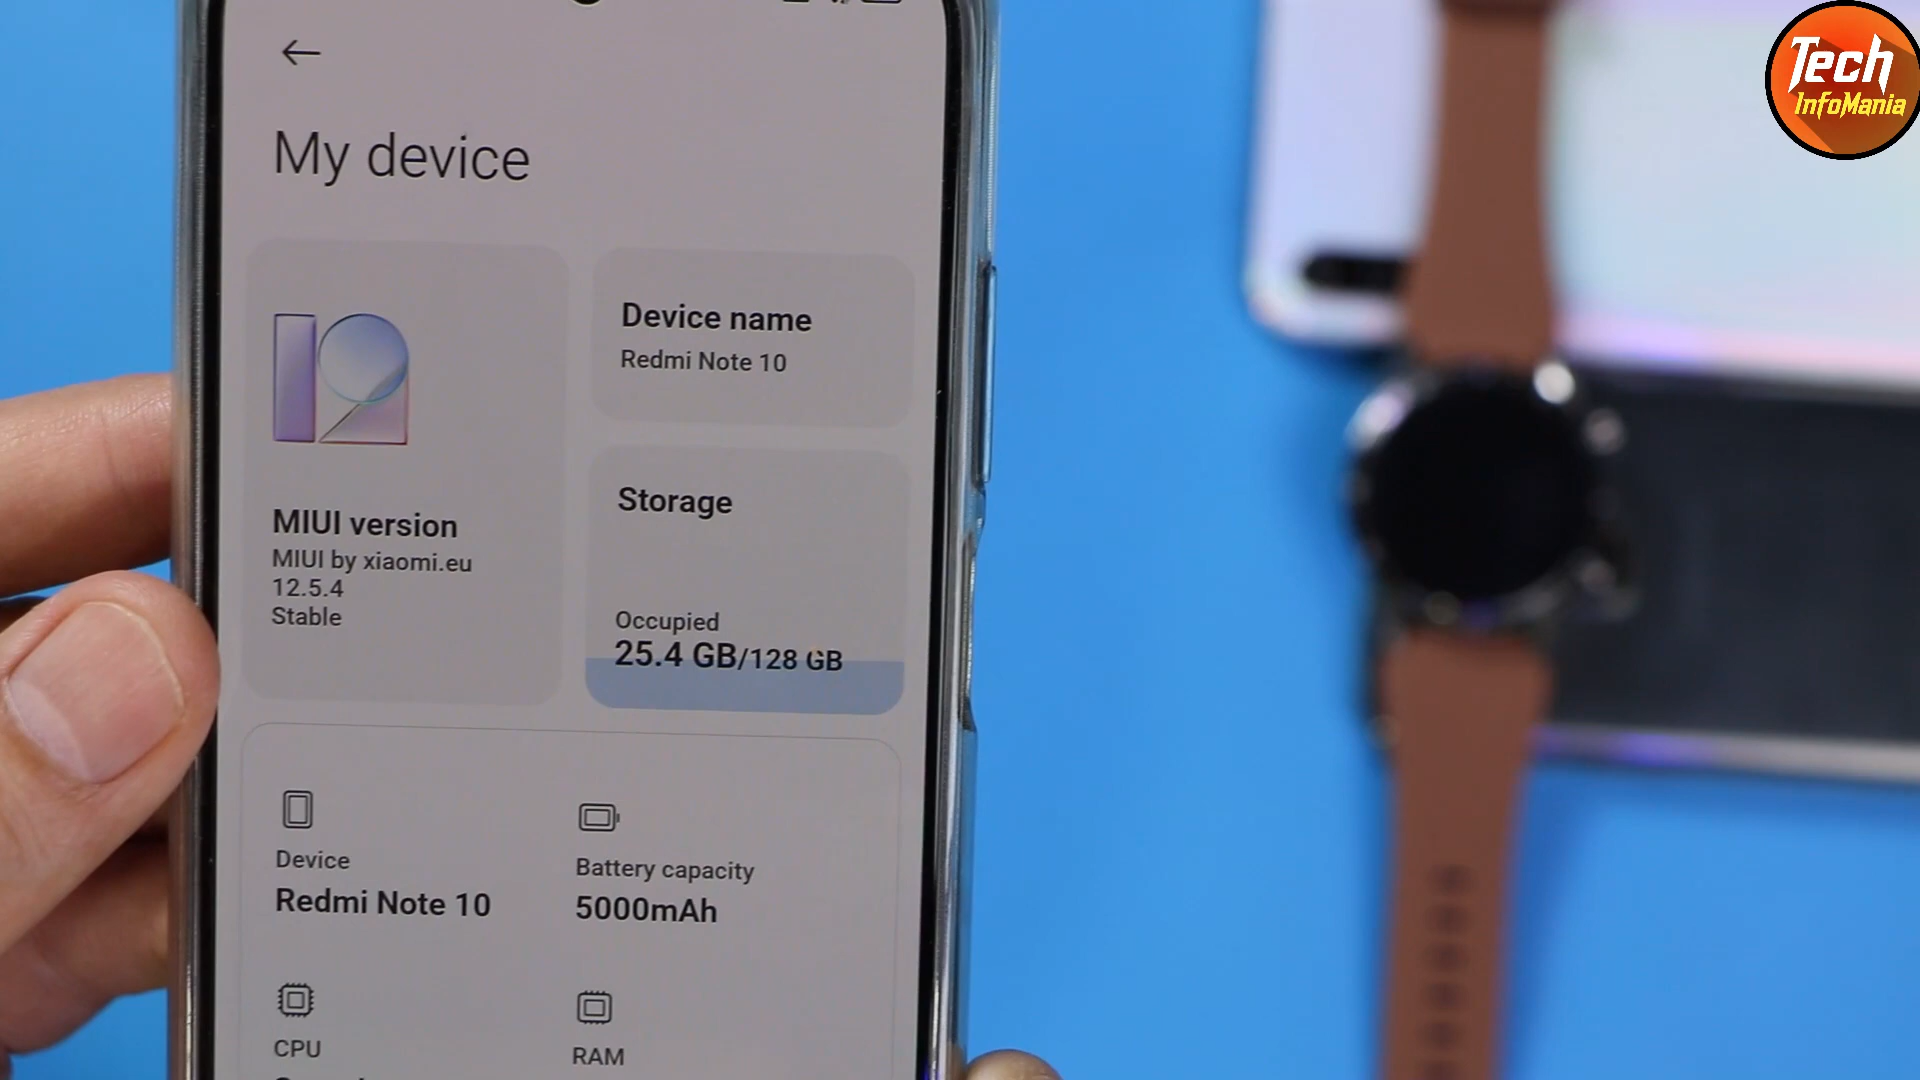 Tech
InfoMania
My device
Device name
Redmi Note 10
Storage
Occupied
25.4 GB/128 GB
12
MIUI version
MIUI by xiaomi.eu
12.5.4
Stable
Device
Redmi Note 10
Battery capacity
5000mAh
CPU
RAM